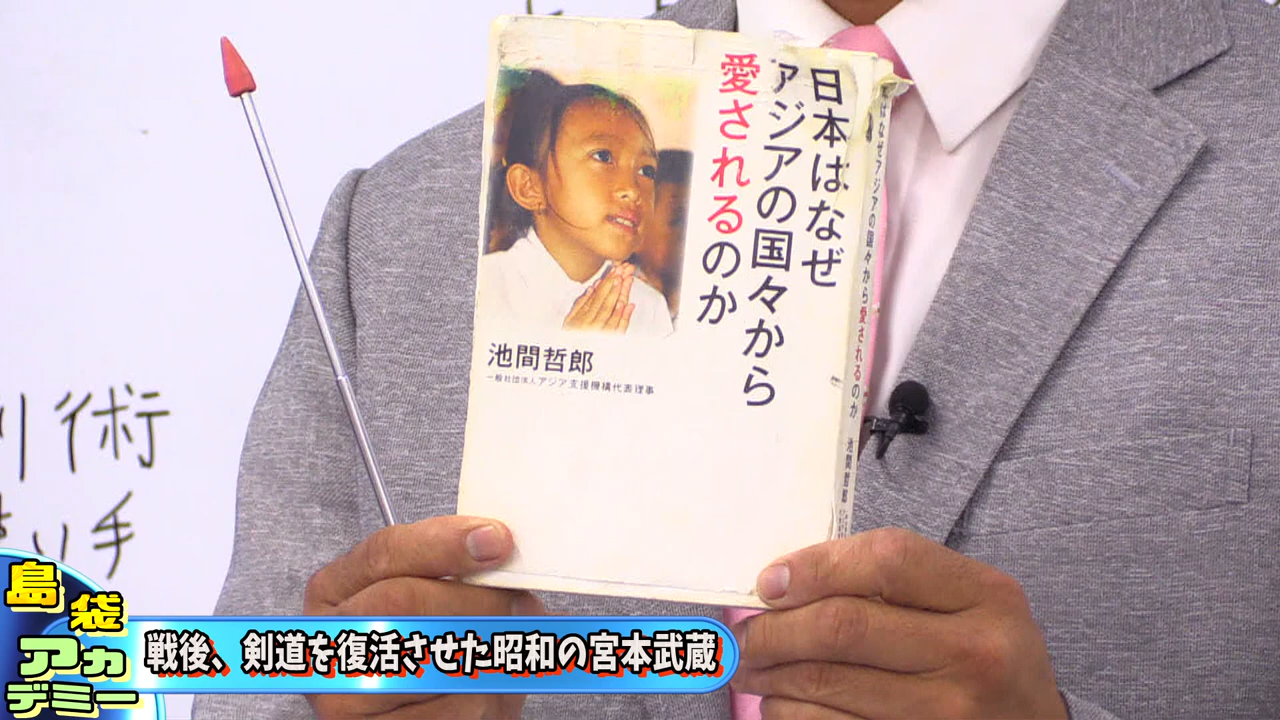 日本はなぜ
アジアの国々から
愛されるのか
池間哲郎
一般社団法人アジア支援機構代表理事
はなぜアジアの国々から愛されるのか
池間哲郎
術
手
島袋
アカデミー
戦後、剣道を復活させた昭和の宮本武蔵